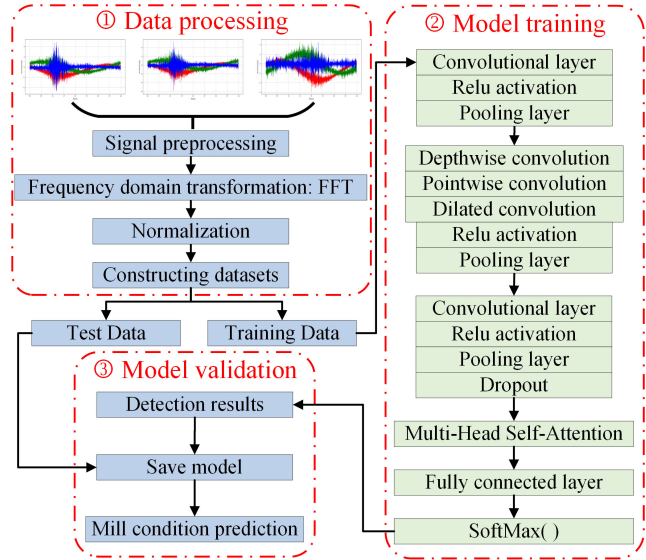 ① Data processing
Signal preprocessing
Frequency domain transformation: FFT
Normalization
Constructing datasets
Test Data
Training Data
② Model training
Convolutional layer
Relu activation
Pooling layer
Depthwise convolution
Pointwise convolution
Dilated convolution
Relu activation
Pooling layer
Convolutional layer
Relu activation
Pooling layer
Dropout
Multi-Head Self-Attention
Fully connected layer
SoftMax( )
③ Model validation
Detection results
Save model
Mill condition prediction